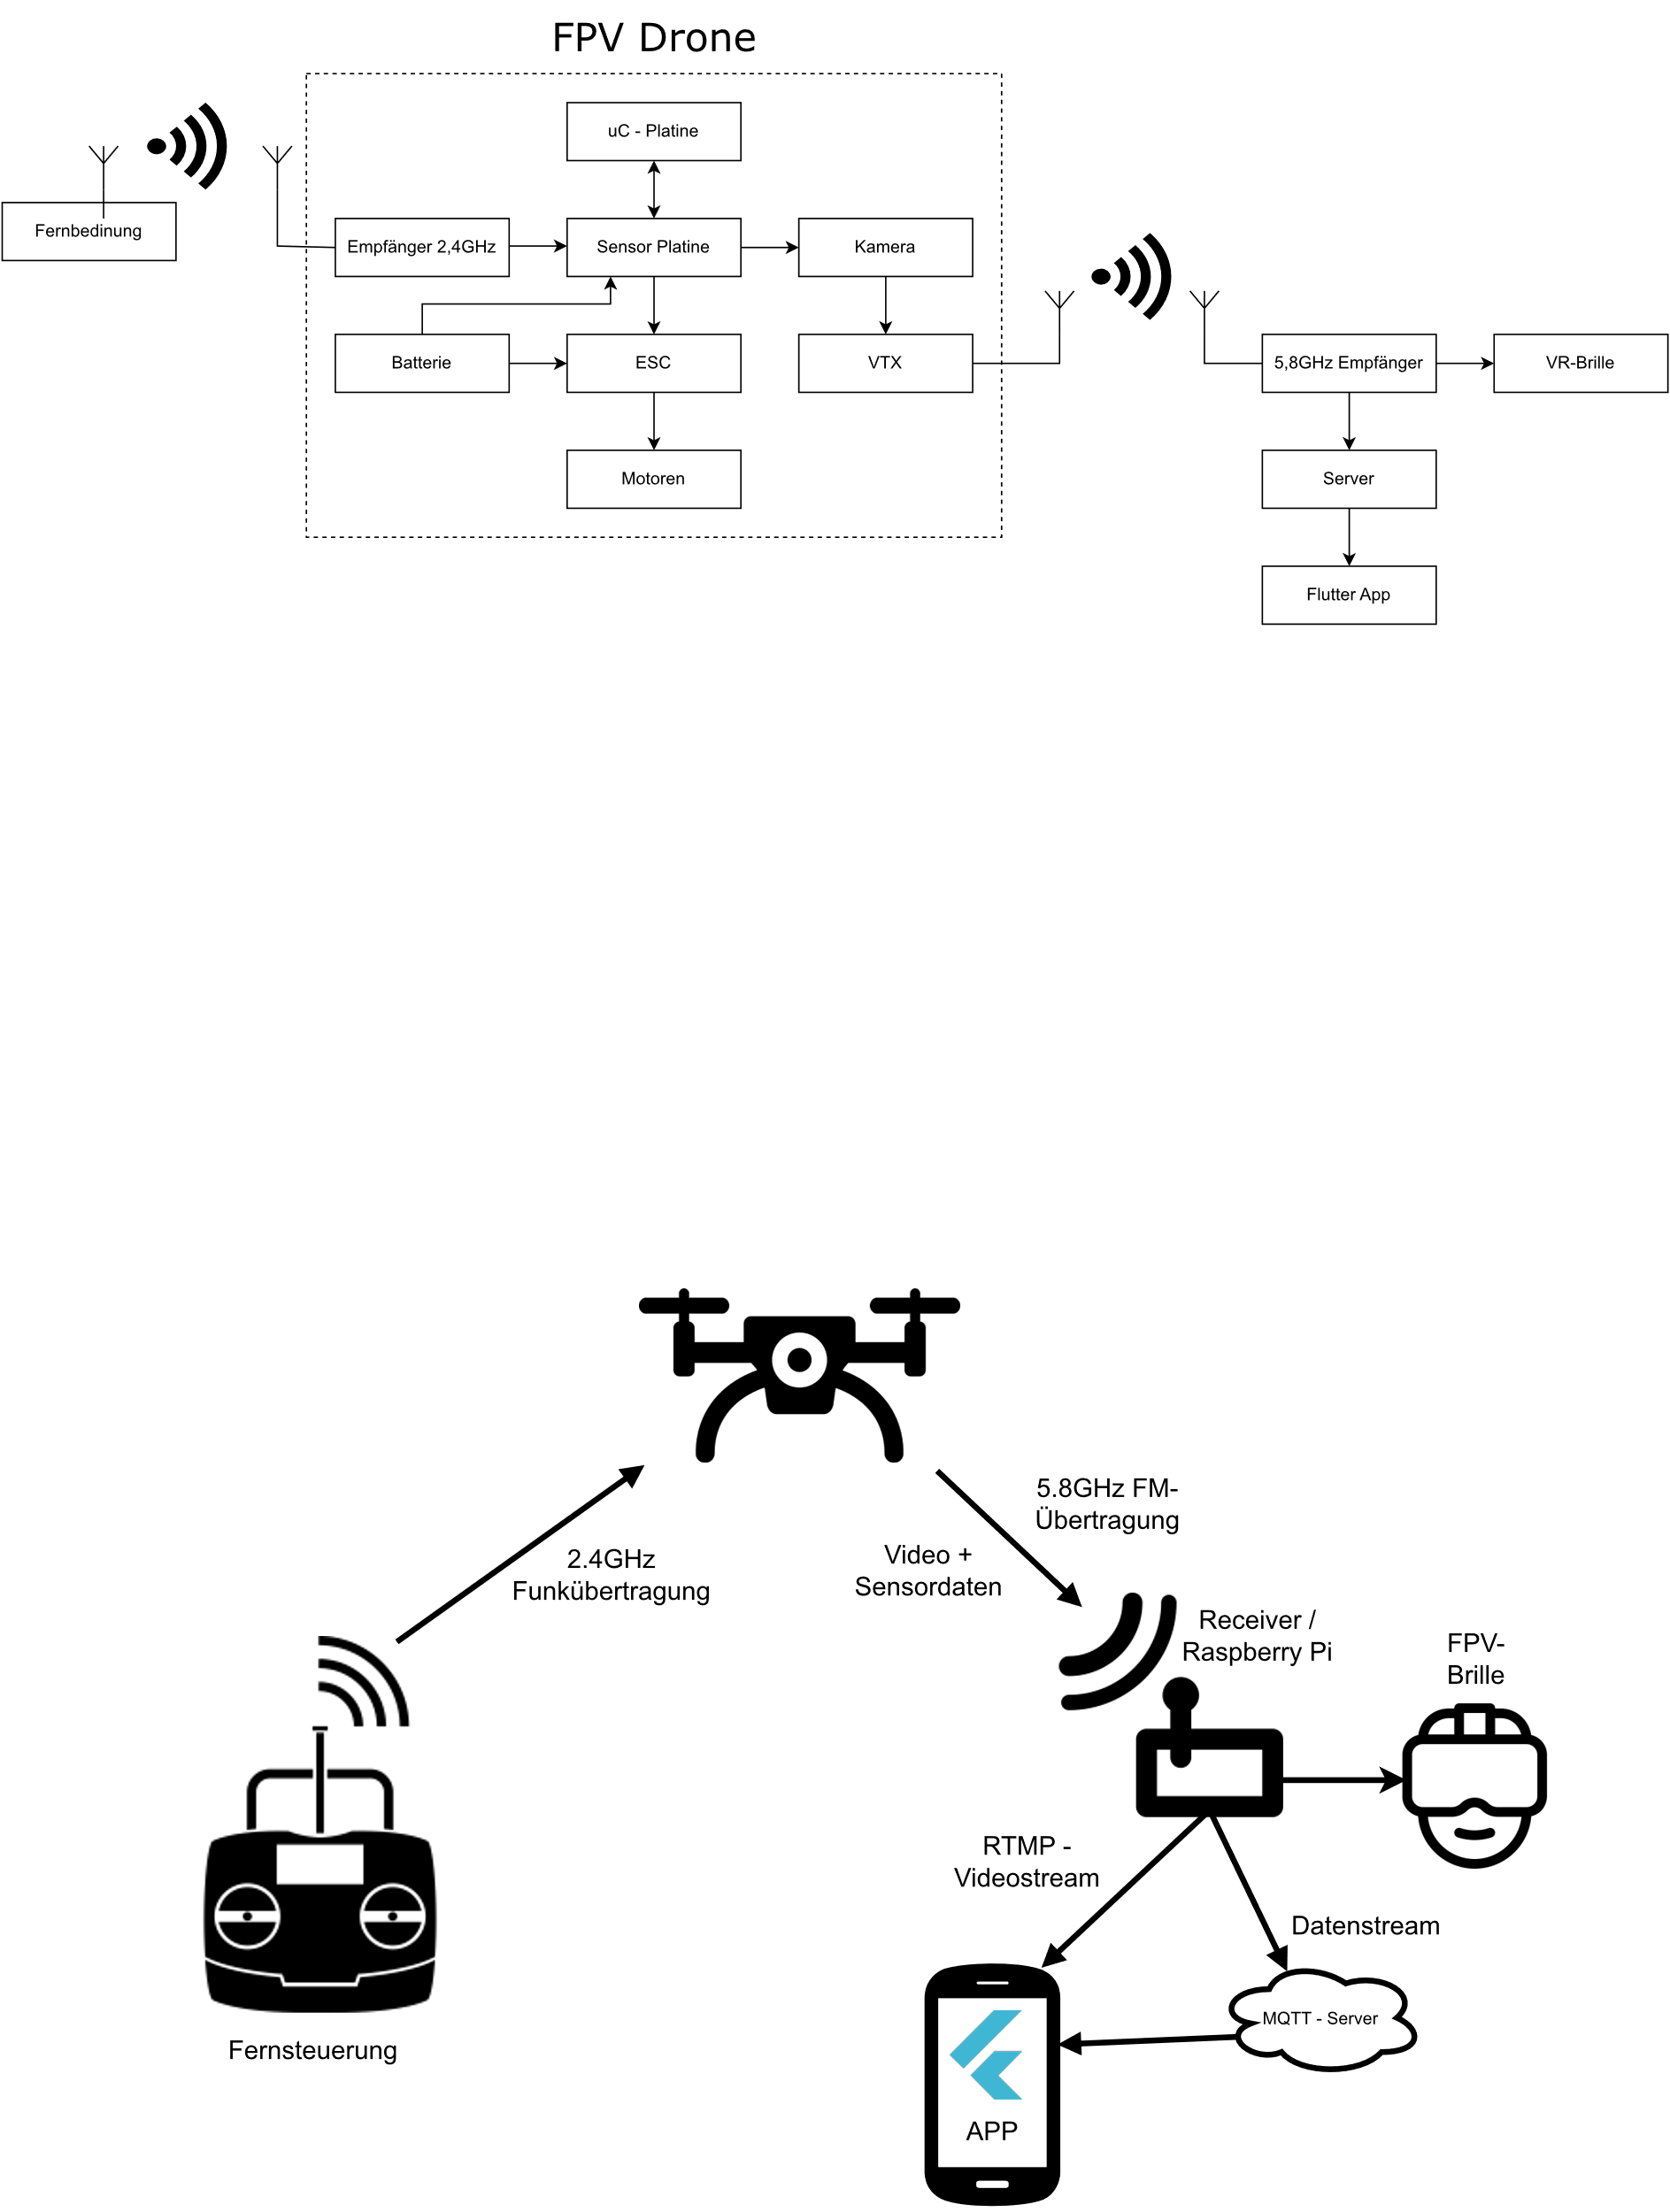 FPV Drone
uC - Platine
Fernbedinung
Empfänger 2,4GHz
Sensor Platine
Kamera
Batterie
ESC
VTX
5,8GHz Empfänger
VR-Brille
Motoren
Server
Flutter App
5.8GHz FM-
Übertragung
2.4GHz
Funkübertragung
Video +
Sensordaten
Receiver /
Raspberry Pi
FPV-
Brille
RTMP -
Videostream
Datenstream
MQTT - Server
Fernsteuerung
APP